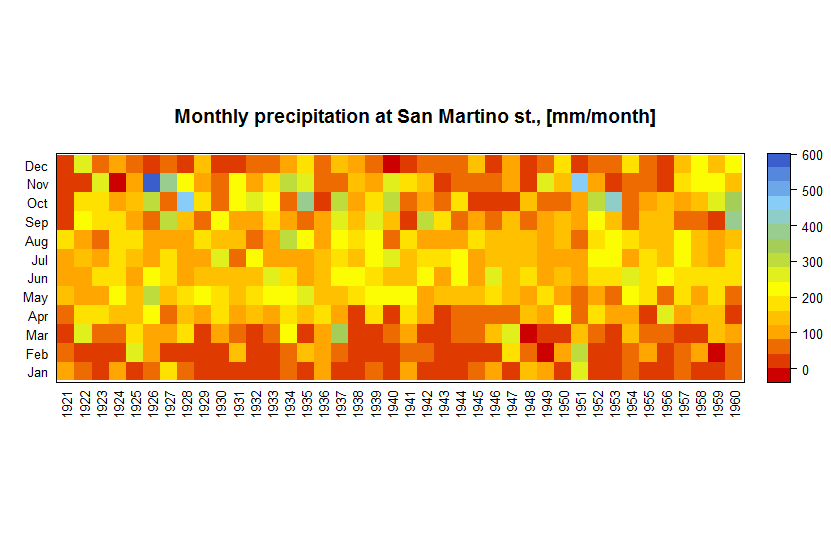 Monthly precipitation at San Martino st., [mm/month]
Dec
Nov
Oct
Sep
Aug
Jul
Jun
May
Apr
Mar
Feb
Jan
1921 1922 1923 1924 1925 1926 1927 1928 1929 1930 1931 1932 1933 1934 1935 1936 1937 1938 1939 1940 1941 1942 1943 1944 1945 1946 1947 1948 1949 1950 1951 1952 1953 1954 1955 1956 1957 1958 1959 1960
600
500
400
300
200
100
0